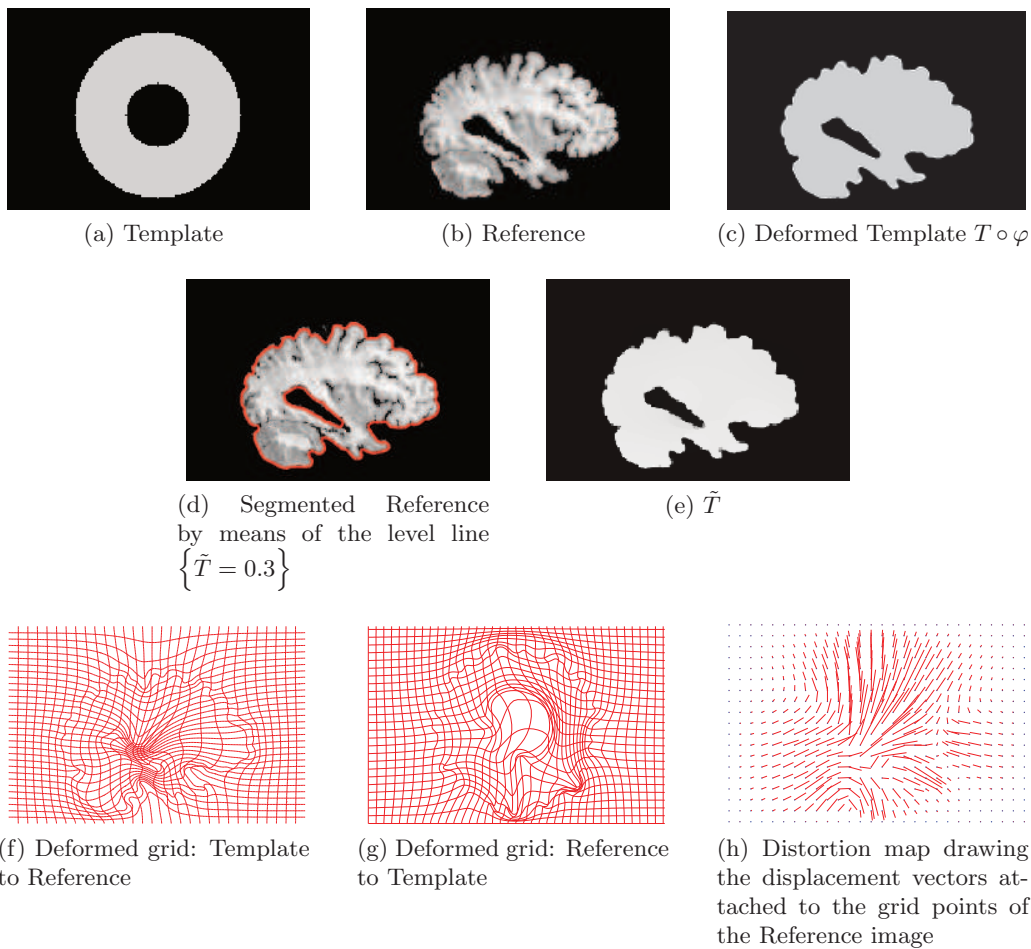 (a) Template
(b) Reference
(c) Deformed Template T ∘ φ
(d) Segmented Reference
by means of the level line
{T̃ = 0.3}
(e) T̃
(f) Deformed grid: Template
to Reference
(g) Deformed grid: Reference
to Template
(h) Distortion map drawing
the displacement vectors at-
tached to the grid points of
the Reference image